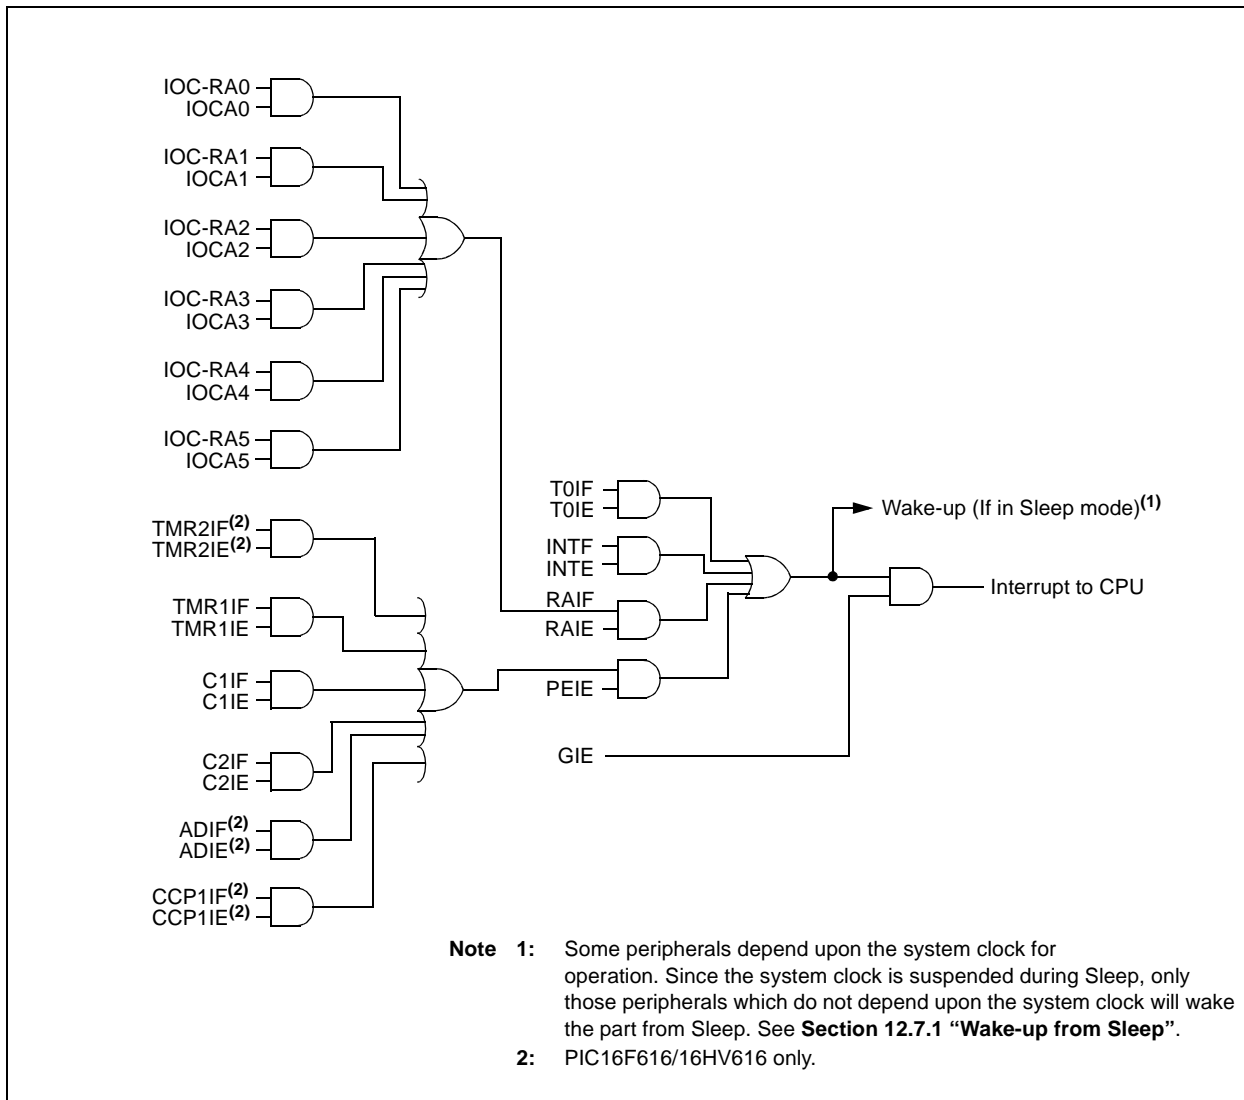 IOC-RA0
IOCA0
IOC-RA1
IOCA1
IOC-RA2
IOCA2
IOC-RA3
IOCA3
IOC-RA4
IOCA4
IOC-RA5
IOCA5
TMR2IF(2)
TMR2IE(2)
TMR1IF
TMR1IE
C1IF
C1IE
C2IF
C2IE
ADIF(2)
ADIE(2)
CCP1IF(2)
CCP1IE(2)
T0IF
T0IE
INTF
INTE
RAIF
RAIE
PEIE
GIE
Wake-up (If in Sleep mode)(1)
Interrupt to CPU
Note 1: Some peripherals depend upon the system clock for
operation. Since the system clock is suspended during Sleep, only
those peripherals which do not depend upon the system clock will wake
the part from Sleep. See Section 12.7.1 “Wake-up from Sleep”.
2: PIC16F616/16HV616 only.